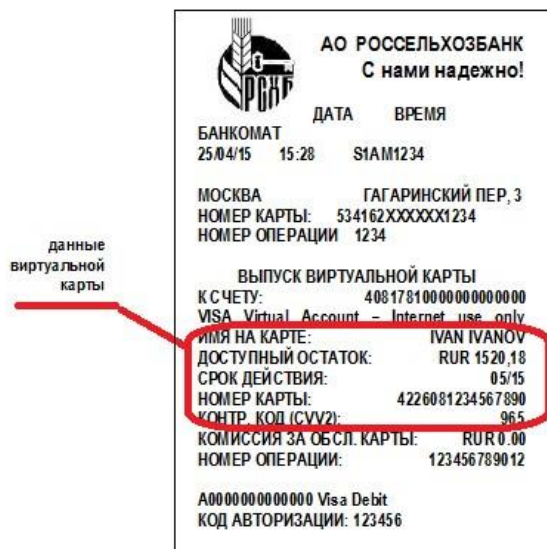 РСХБ
АО РОССЕЛЬХОЗБАНК
С нами надежно!
ДАТА ВРЕМЯ
БАНКОМАТ
25/04/15 15:28 S1AM1234
МОСКВА ГАГАРИНСКИЙ ПЕР, 3
НОМЕР КАРТЫ: 534162XXXXXX1234
НОМЕР ОПЕРАЦИИ 1234
данные
виртуальной
карты
ВЫПУСК ВИРТУАЛЬНОЙ КАРТЫ
К СЧЕТУ: 40817810000000000000
VISA Virtual Account – Internet use only
ИМЯ НА КАРТЕ: IVAN IVANOV
ДОСТУПНЫЙ ОСТАТОК: RUR 1520,18
СРОК ДЕЙСТВИЯ: 05/15
НОМЕР КАРТЫ: 4226081234567890
КОНТР. КОД (CVV2): 965
КОМИССИЯ ЗА ОБСЛ. КАРТЫ: RUR 0.00
НОМЕР ОПЕРАЦИИ: 123456789012
A0000000000000 Visa Debit
КОД АВТОРИЗАЦИИ: 123456